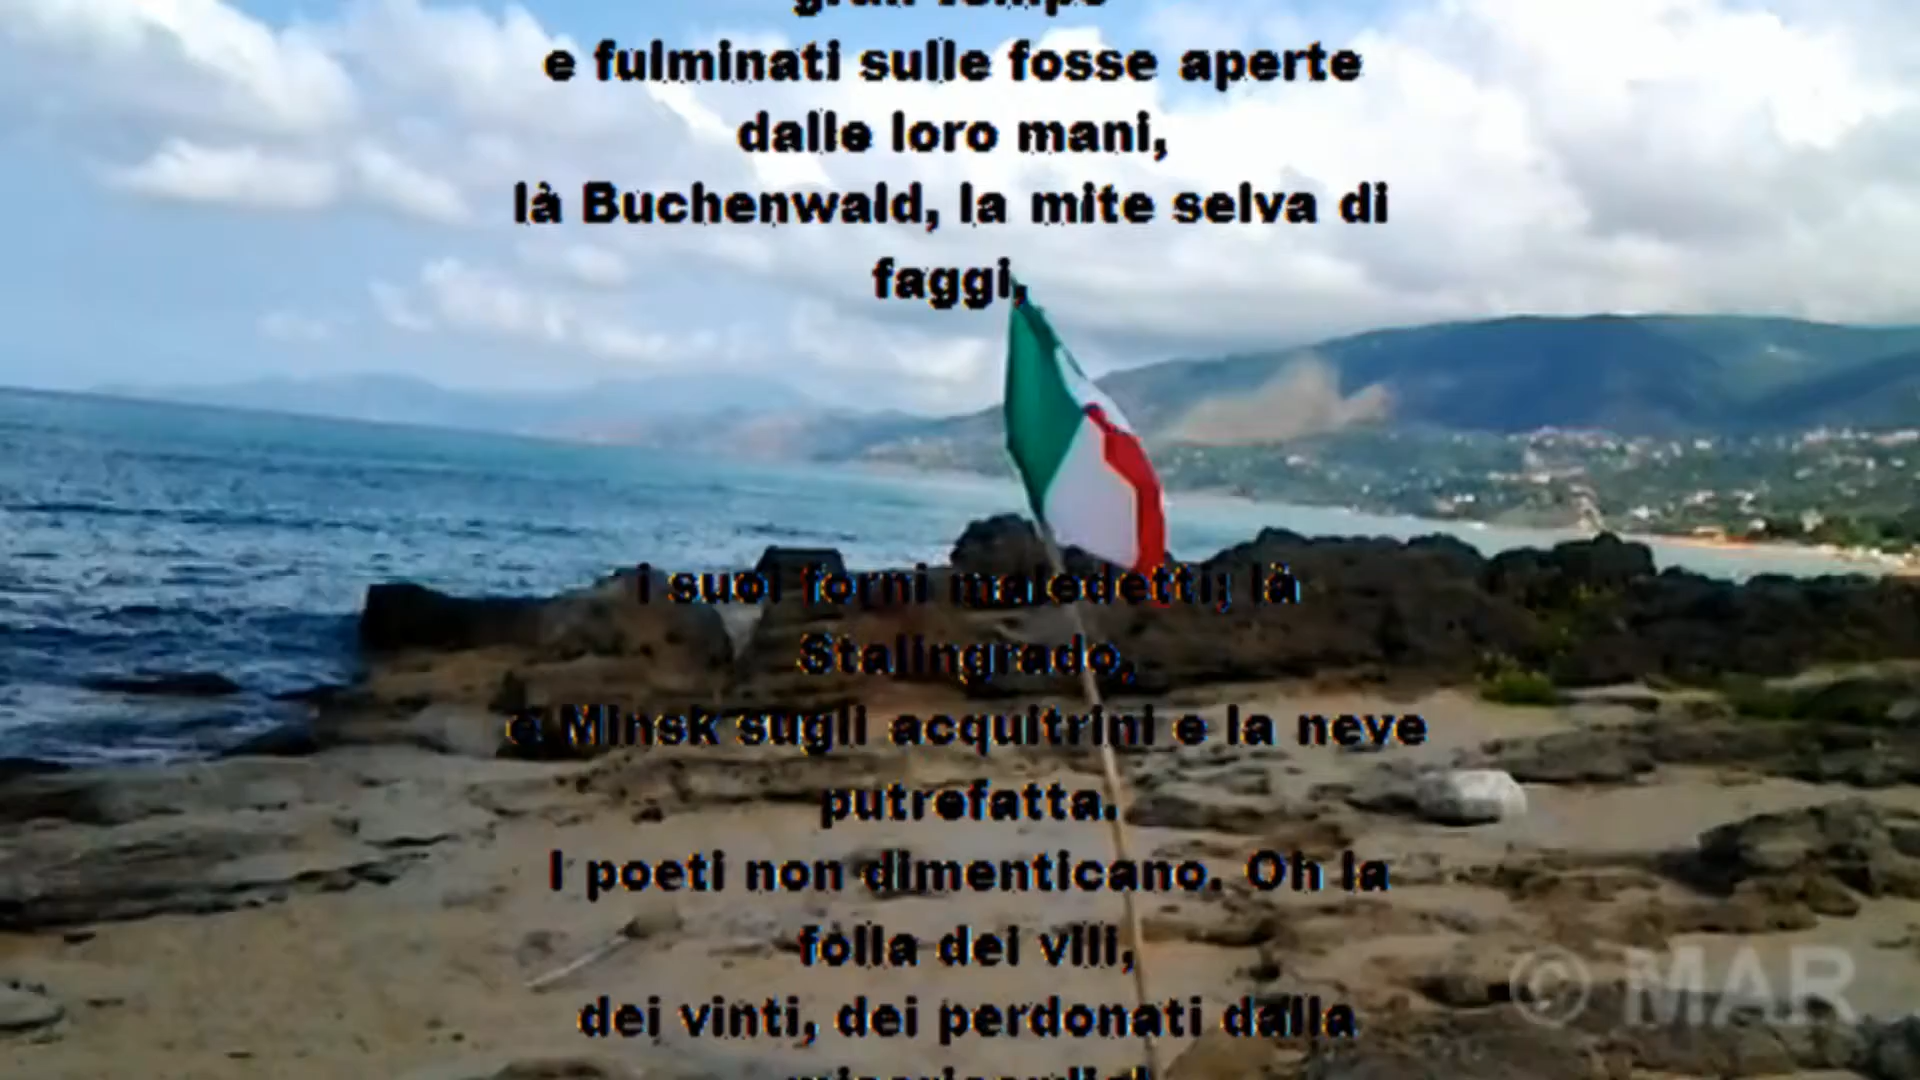 e fulminati sulle fosse aperte
dalle loro mani,
là Buchenwald, la mite selva di
faggi,
i suoi forni maledetti; là
Stalingrado,
e Minsk sugli acquitrini e la neve
putrefatta.
I poeti non dimenticano. Oh la
folla dei vili,
dei vinti, dei perdonati dalla
© MAR